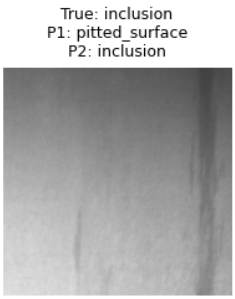 True: inclusion
P1: pitted_surface
P2: inclusion